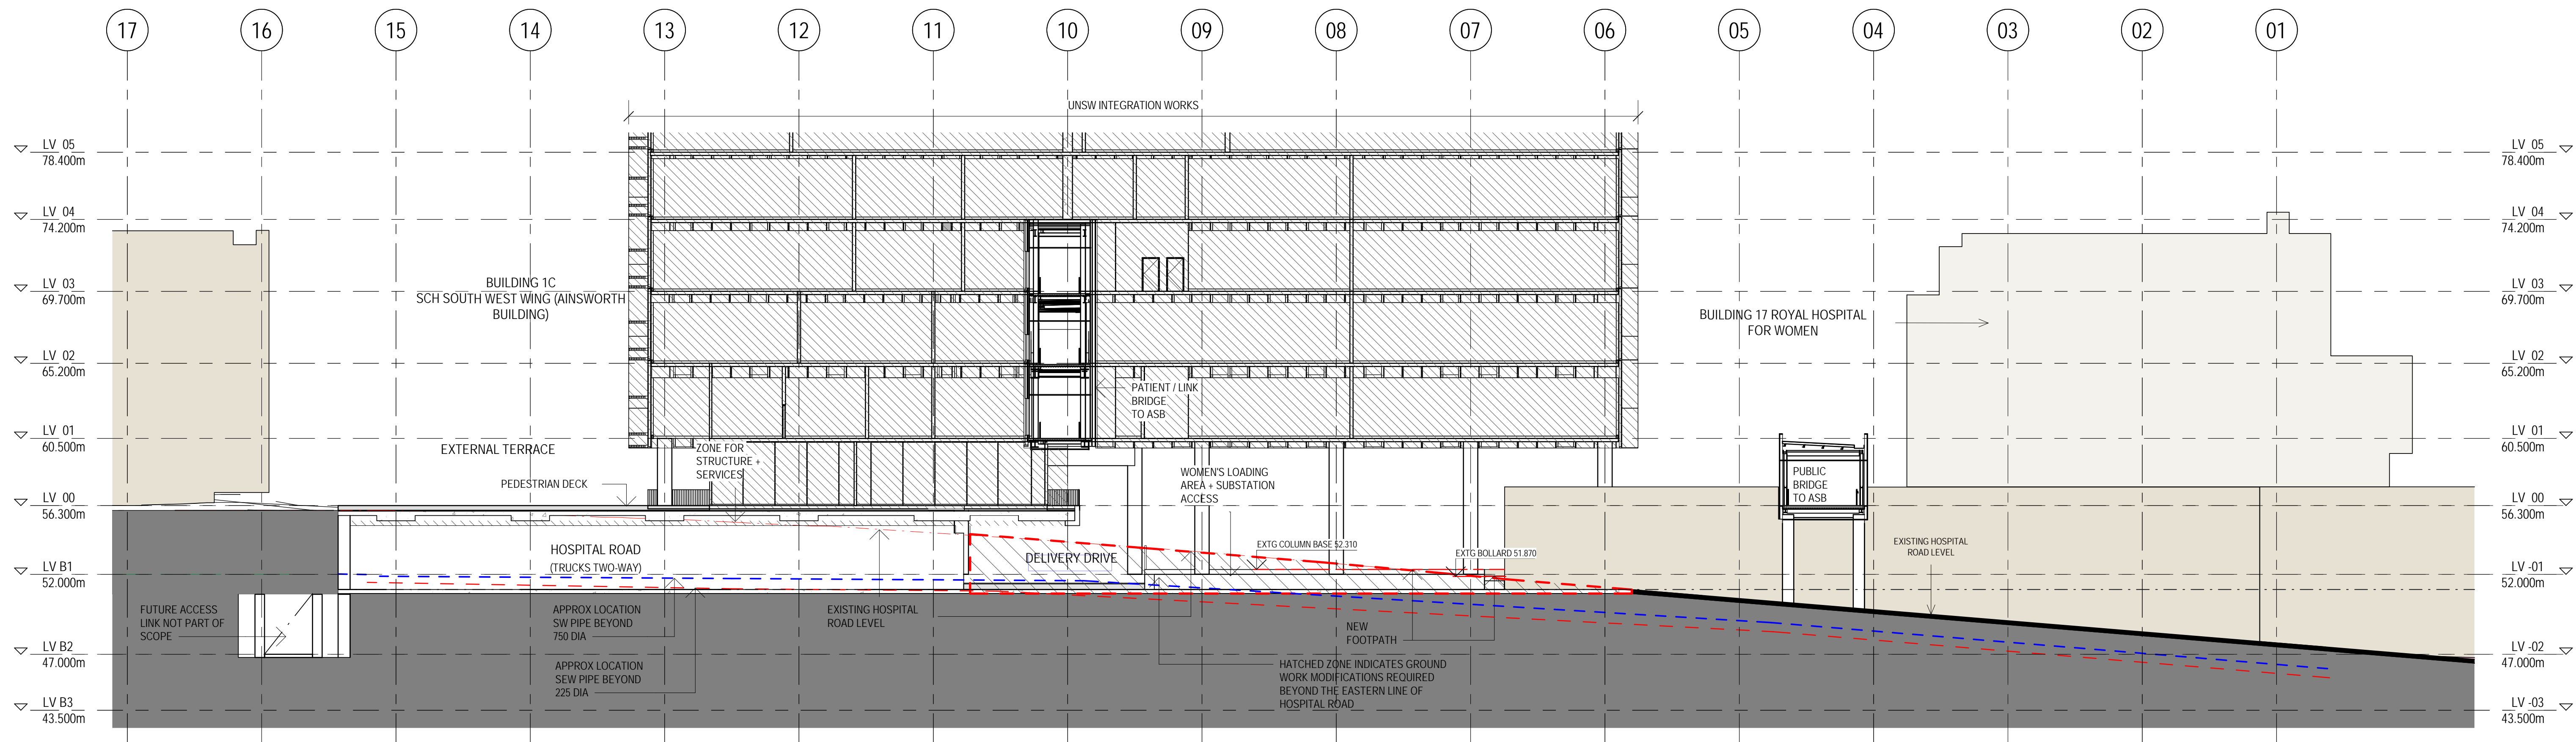 17
16
15
14
13
12
11
10
09
08
07
06
05
04
03
02
01
UNSW INTEGRATION WORKS
LV 05
78.400m
LV 04
74.200m
LV 03
69.700m
LV 02
65.200m
LV 01
60.500m
LV 00
56.300m
LV B1
52.000m
LV B2
47.000m
LV B3
43.500m
BUILDING 1C
SCH SOUTH WEST WING (AINSWORTH
BUILDING)
EXTERNAL TERRACE
PEDESTRIAN DECK
ZONE FOR
STRUCTURE +
SERVICES
PATIENT / LINK
BRIDGE
TO ASB
WOMEN'S LOADING
AREA + SUBSTATION
ACCESS
HOSPITAL ROAD
(TRUCKS TWO-WAY)
DELIVERY DRIVE
EXTG COLUMN BASE 52.310
EXTG BOLLARD 51.870
FUTURE ACCESS
LINK NOT PART OF
SCOPE
APPROX LOCATION
SW PIPE BEYOND
750 DIA
APPROX LOCATION
SEW PIPE BEYOND
225 DIA
EXISTING HOSPITAL
ROAD LEVEL
NEW
FOOTPATH
HATCHED ZONE INDICATES GROUND
WORK MODIFICATIONS REQUIRED
BEYOND THE EASTERN LINE OF
HOSPITAL ROAD
BUILDING 17 ROYAL HOSPITAL
FOR WOMEN
PUBLIC
BRIDGE
TO ASB
EXISTING HOSPITAL
ROAD LEVEL
LV 05
78.400m
LV 04
74.200m
LV 03
69.700m
LV 02
65.200m
LV 01
60.500m
LV 00
56.300m
LV -01
52.000m
LV -02
47.000m
LV -03
43.500m